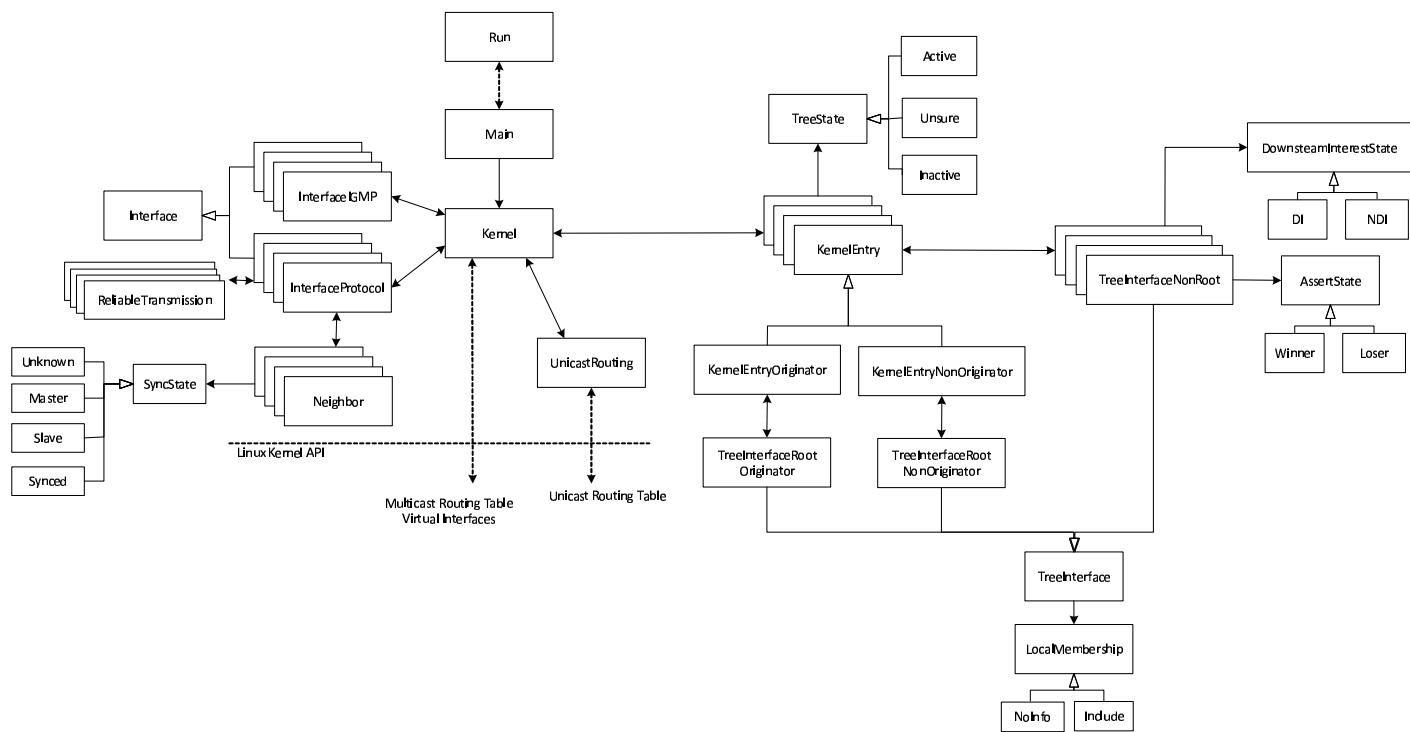 Run
Main
Kernel
InterfaceIGMP
Interface
InterfaceProtocol
ReliableTransmission
Neighbor
SyncState
Unknown
Master
Slave
Synced
UnicastRouting
Linux Kernel API
Multicast Routing Table
Virtual Interfaces
Unicast Routing Table
TreeState
Active
Unsure
Inactive
KernelEntry
KernelEntryOriginator
KernelEntryNonOriginator
TreeInterfaceRoot
Originator
TreeInterfaceRoot
NonOriginator
TreeInterfaceNonRoot
DownsteamInterestState
DI
NDI
AssertState
Winner
Loser
TreeInterface
LocalMembership
NoInfo
Include